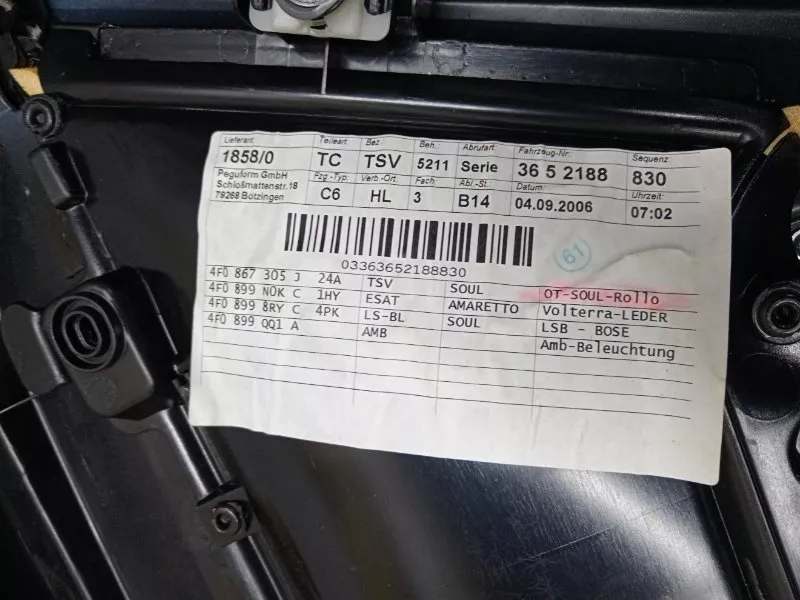 Lieferant: Teileart: Bez.: Beh.: Abrufart: Fahrzeug-Nr.: Sequenz:
1858/0 TC TSV 5211 Serie 36 5 2188 830
Peguform GmbH
Schloßmattenstr.18
79268 Bötzingen
Fzg.-Typ.: Verb.-Ort.: Fach: Abl.-St.: Datum: Uhrzeit:
C6 HL 3 B14 04.09.2006 07:02
61
03363652188830
4F0 867 305 J 24A TSV SOUL OT-SOUL-Rollo
4F0 899 N0K C 1HY ESAT AMARETTO Volterra-LEDER
4F0 899 8RY C 4PK LS-BL SOUL LSB - BOSE
4F0 899 QQ1 A AMB Amb-Beleuchtung